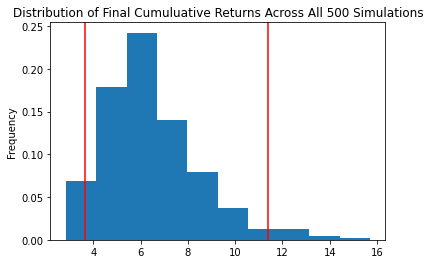 Distribution of Final Cumuluative Returns Across All 500 Simulations
0.25
0.20
0.15
0.10
0.05
0.00
Frequency
4 6 8 10 12 14 16